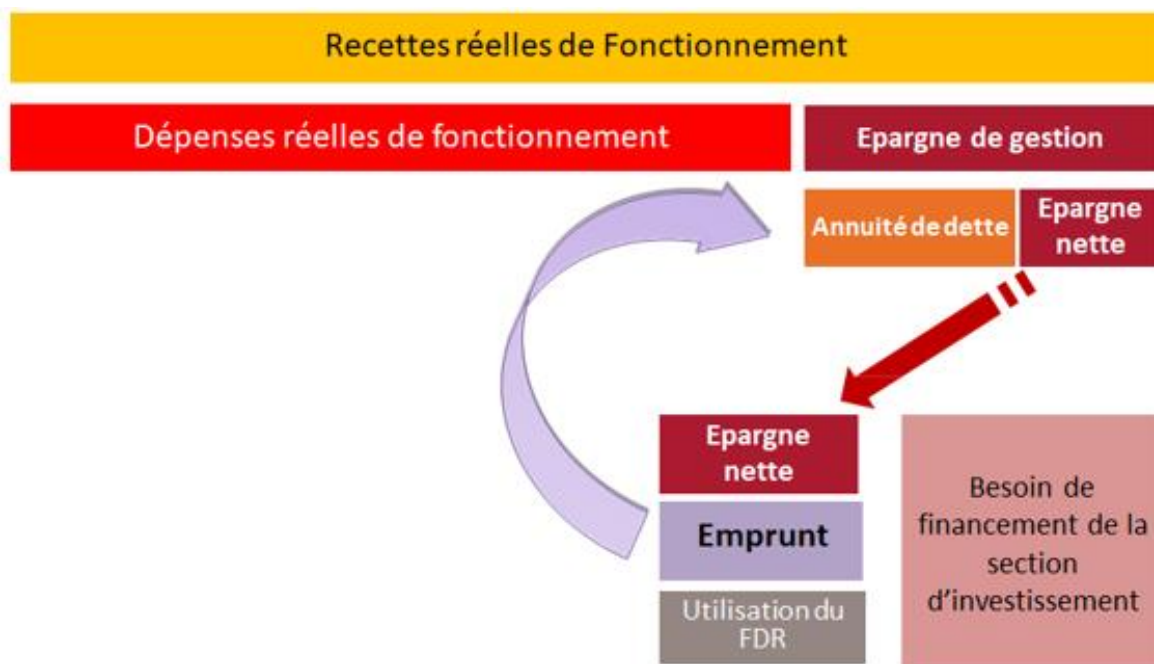 Recettes réelles de Fonctionnement
Dépenses réelles de fonctionnement
Epargne de gestion
Annuité de dette
Epargne
nette
Epargne
nette
Emprunt
Utilisation du
FDR
Besoin de
financement de la
section
d'investissement